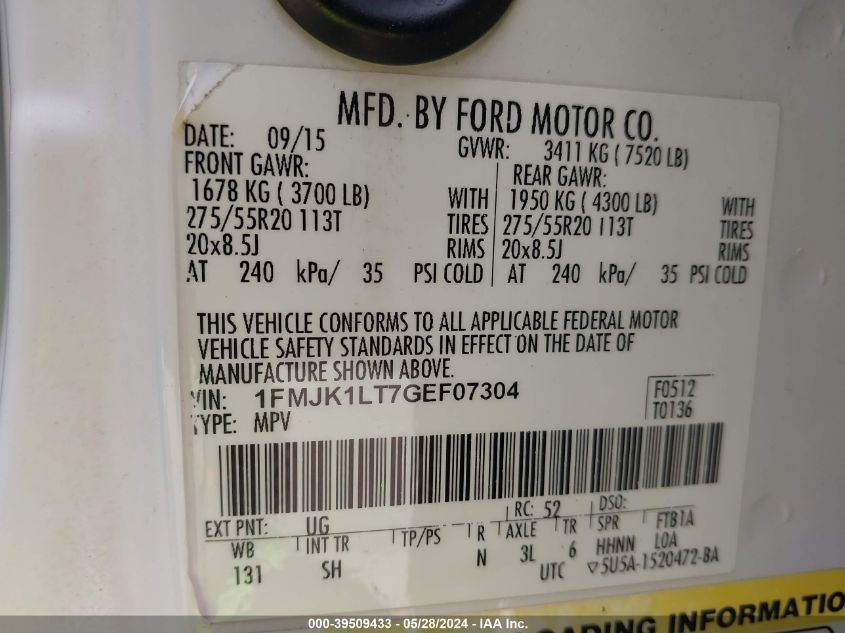 MFD. BY FORD MOTOR CO.
DATE: 09/15 GVWR: 3411 KG ( 7520 LB)
FRONT GAWR: REAR GAWR:
1678 KG ( 3700 LB) WITH 1950 KG ( 4300 LB) WITH
275/55R20 113T TIRES 275/55R20 113T TIRES
20x8.5J RIMS 20x8.5J RIMS
AT 240 kPa/ 35 PSI COLD AT 240 kPa/ 35 PSI COLD
THIS VEHICLE CONFORMS TO ALL APPLICABLE FEDERAL MOTOR
VEHICLE SAFETY STANDARDS IN EFFECT ON THE DATE OF
MANUFACTURE SHOWN ABOVE.
VIN: 1FMJK1LT7GEF07304 F0512
TYPE: MPV T0136
EXT PNT: UG RC: 52 DSO:
WB INT TR TP/PS R AXLE TR SPR FTB1A
131 SH N 3L 6 HHNN LOA
UTC ▽5U5A-1520472-BA
LOADING INFORMATIO
000-39509433 - 05/28/2024 - IAA Inc.